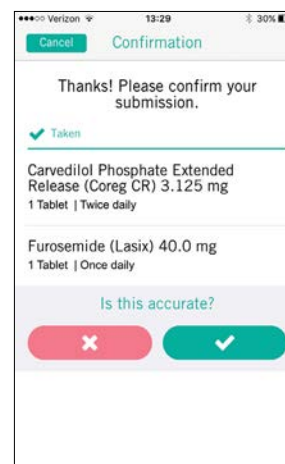 Verizon 13:29 30%
Cancel Confirmation
Thanks! Please confirm your
submission.
Taken
Carvedilol Phosphate Extended
Release (Coreg CR) 3.125 mg
1 Tablet | Twice daily
Furosemide (Lasix) 40.0 mg
1 Tablet | Once daily
Is this accurate?